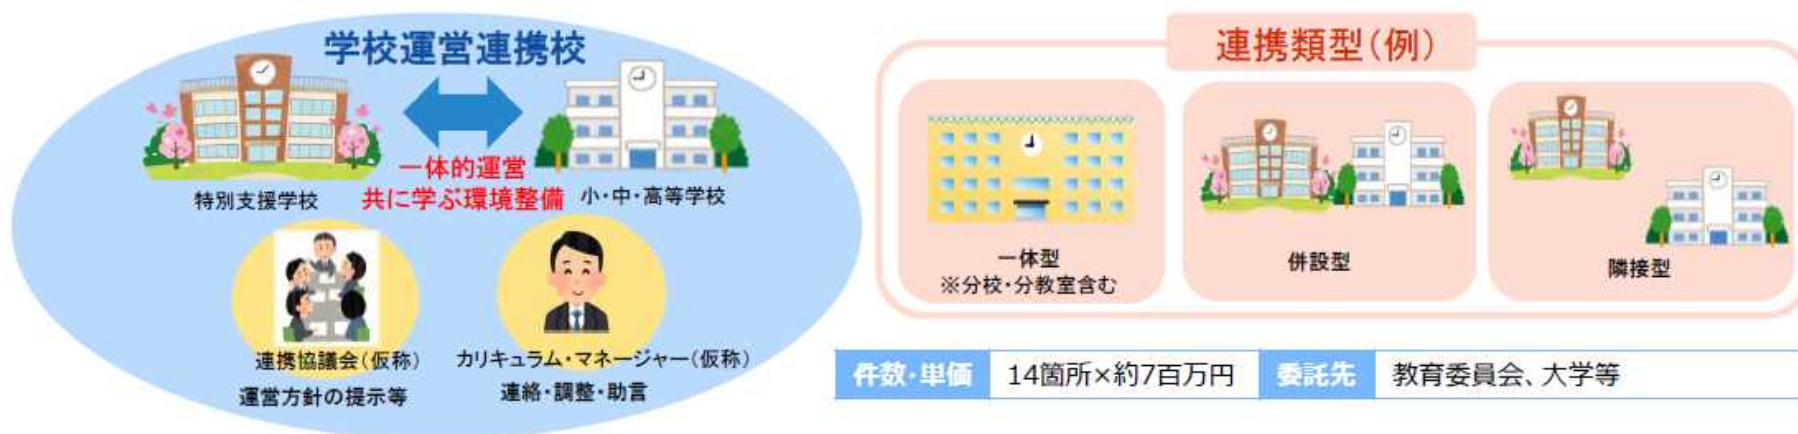 学校運営連携校
一体的運営
共に学ぶ環境整備
特別支援学校
小・中・高等学校
連携協議会(仮称)
運営方針の提示等
カリキュラム・マネージャー(仮称)
連絡・調整・助言
連携類型(例)
一体型
※分校・分教室含む
併設型
隣接型
件数・単価 14箇所×約7百万円 委託先 教育委員会、大学等